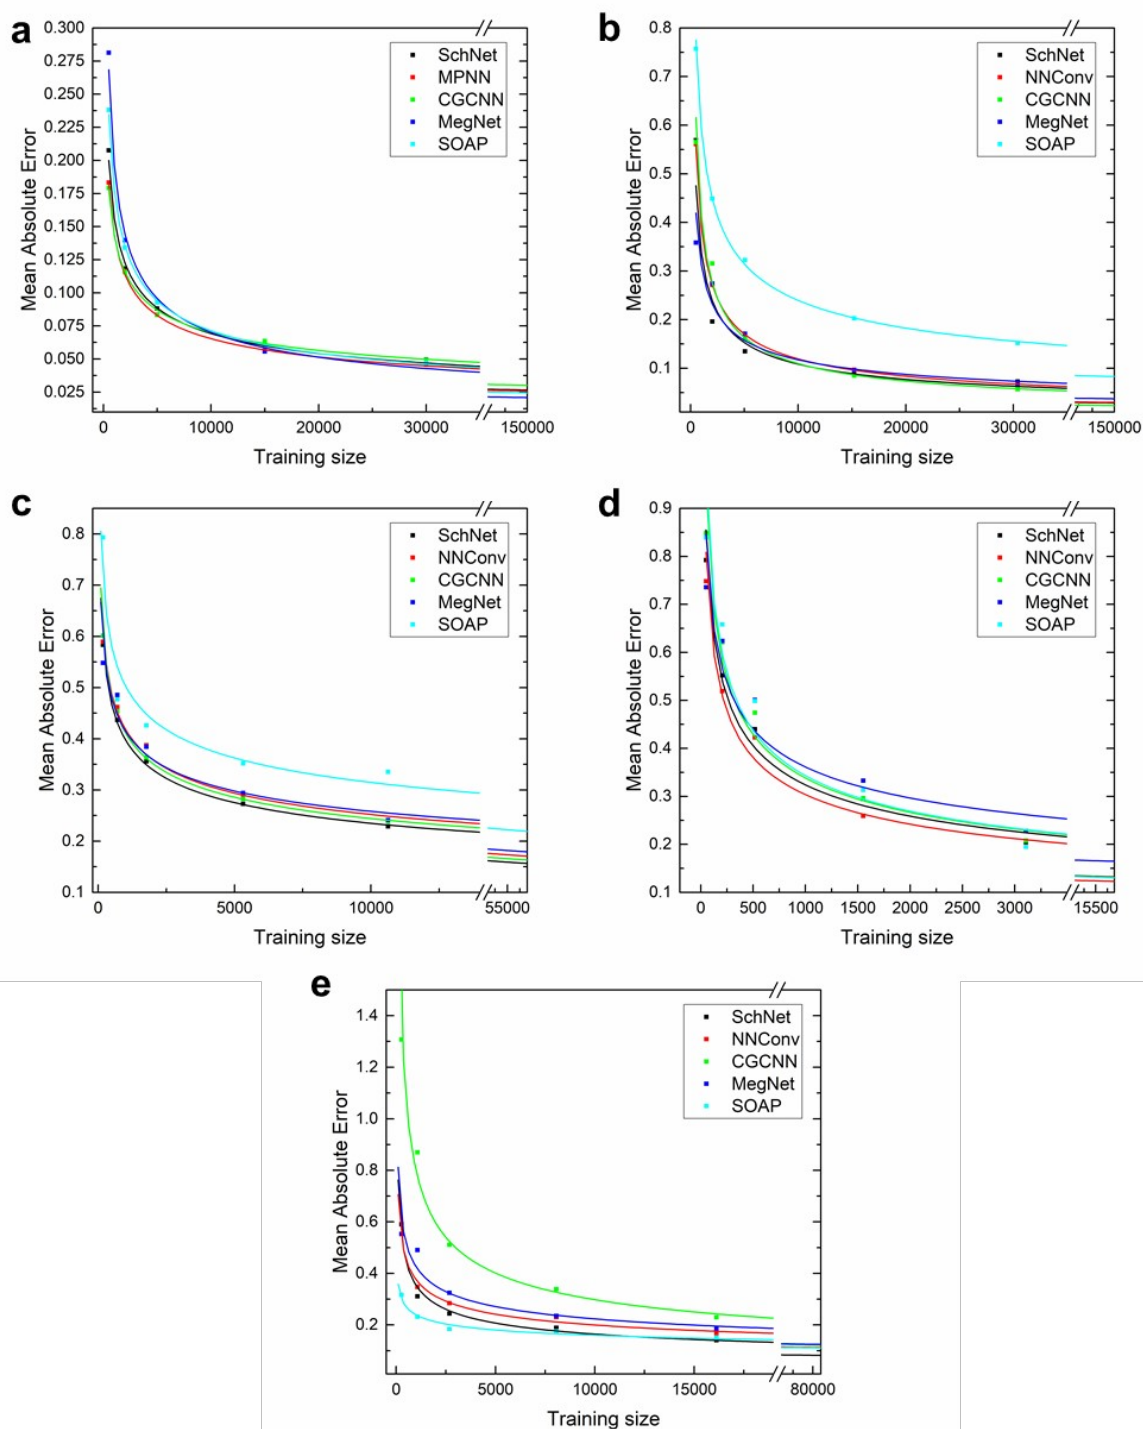 a
0.300
0.275
0.250
0.225
0.200
0.175
0.150
0.125
0.100
0.075
0.050
0.025
Mean Absolute Error
SchNet
MPNN
CGCNN
MegNet
SOAP
0 10000 20000 30000 150000
Training size
b
0.8
0.7
0.6
0.5
0.4
0.3
0.2
0.1
Mean Absolute Error
SchNet
NNConv
CGCNN
MegNet
SOAP
0 10000 20000 30000 150000
Training size
c
0.8
0.7
0.6
0.5
0.4
0.3
0.2
0.1
Mean Absolute Error
SchNet
NNConv
CGCNN
MegNet
SOAP
0 5000 10000 55000
Training size
d
0.9
0.8
0.7
0.6
0.5
0.4
0.3
0.2
0.1
Mean Absolute Error
SchNet
NNConv
CGCNN
MegNet
SOAP
0 500 1000 1500 2000 2500 3000 15500
Training size
e
1.4
1.2
1.0
0.8
0.6
0.4
0.2
Mean Absolute Error
SchNet
NNConv
CGCNN
MegNet
SOAP
0 5000 10000 15000 80000
Training size